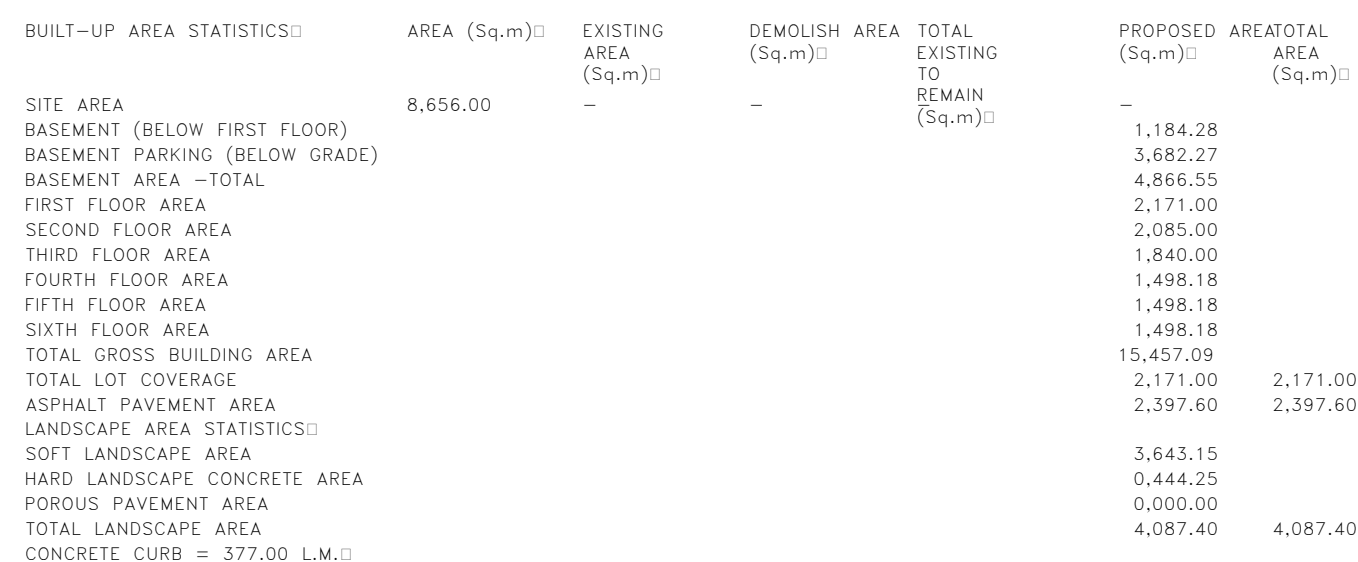 BUILT-UP AREA STATISTICS□ AREA (Sq.m)□ EXISTING DEMOLISH AREA TOTAL PROPOSED AREATOTAL
AREA (Sq.m)□ EXISTING (Sq.m)□ AREA
(Sq.m)□ TO (Sq.m)□
REMAIN
SITE AREA 8,656.00 — — — —
(Sq.m)□
BASEMENT (BELOW FIRST FLOOR) 1,184.28
BASEMENT PARKING (BELOW GRADE) 3,682.27
BASEMENT AREA —TOTAL 4,866.55
FIRST FLOOR AREA 2,171.00
SECOND FLOOR AREA 2,085.00
THIRD FLOOR AREA 1,840.00
FOURTH FLOOR AREA 1,498.18
FIFTH FLOOR AREA 1,498.18
SIXTH FLOOR AREA 1,498.18
TOTAL GROSS BUILDING AREA 15,457.09
TOTAL LOT COVERAGE 2,171.00 2,171.00
ASPHALT PAVEMENT AREA 2,397.60 2,397.60
LANDSCAPE AREA STATISTICS□
SOFT LANDSCAPE AREA 3,643.15
HARD LANDSCAPE CONCRETE AREA 0,444.25
POROUS PAVEMENT AREA 0,000.00
TOTAL LANDSCAPE AREA 4,087.40 4,087.40
CONCRETE CURB = 377.00 L.M.□